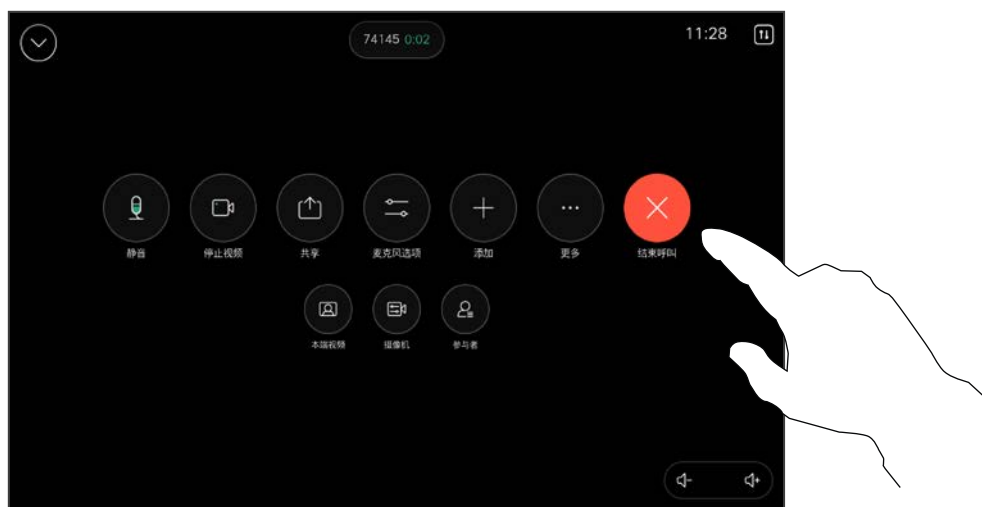 74145 0:02
11:28
静音
停止视频
共享
麦克风选项
添加
更多
结束呼叫
本端视频
摄像机
参与者